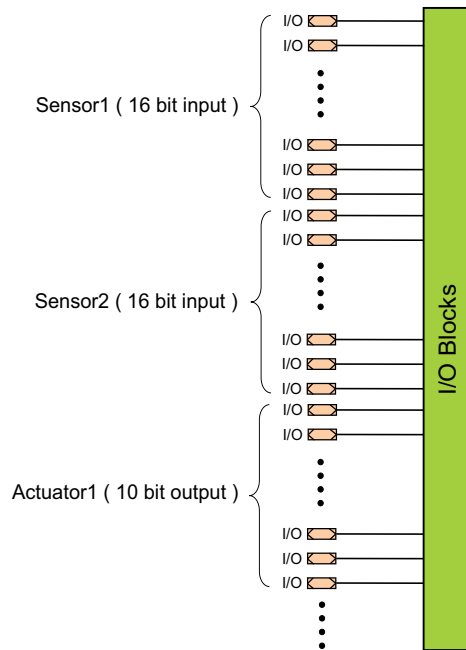 I/O
I/O
Sensor1 ( 16 bit input )
I/O
I/O
I/O
I/O
I/O
Sensor2 ( 16 bit input )
I/O
I/O
I/O
I/O
I/O
Actuator1 ( 10 bit output )
I/O
I/O
I/O
I/O Blocks